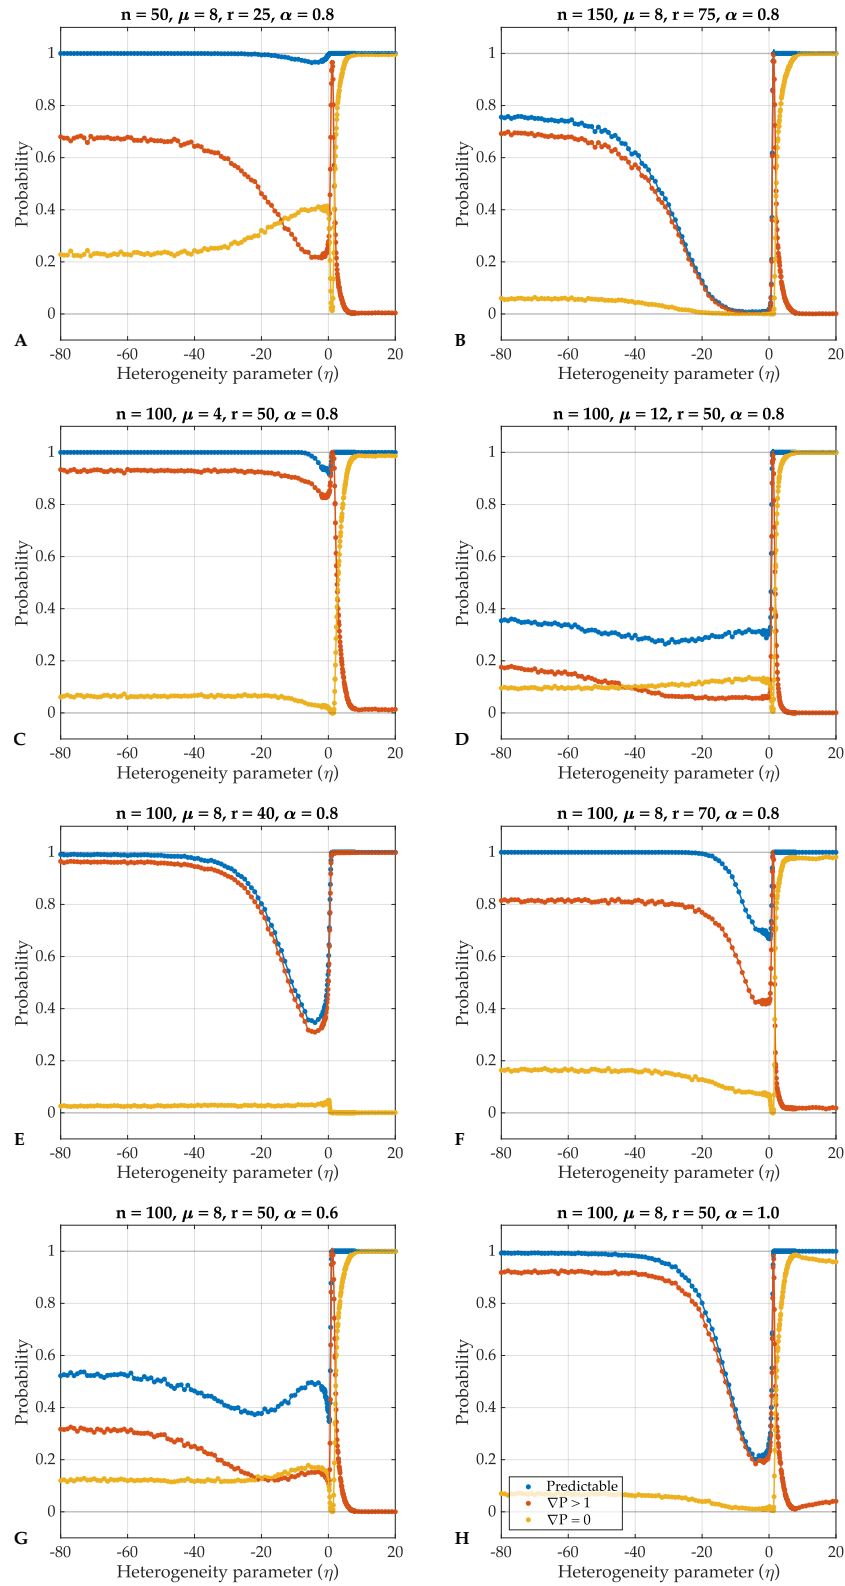 n = 50, μ = 8, r = 25, α = 0.8
Probability
1
0.8
0.6
0.4
0.2
0
-80 -60 -40 -20 0 20
A
Heterogeneity parameter (η)
n = 150, μ = 8, r = 75, α = 0.8
Probability
1
0.8
0.6
0.4
0.2
0
-80 -60 -40 -20 0 20
B
Heterogeneity parameter (η)
n = 100, μ = 4, r = 50, α = 0.8
Probability
1
0.8
0.6
0.4
0.2
0
-80 -60 -40 -20 0 20
C
Heterogeneity parameter (η)
n = 100, μ = 12, r = 50, α = 0.8
Probability
1
0.8
0.6
0.4
0.2
0
-80 -60 -40 -20 0 20
D
Heterogeneity parameter (η)
n = 100, μ = 8, r = 40, α = 0.8
Probability
1
0.8
0.6
0.4
0.2
0
-80 -60 -40 -20 0 20
E
Heterogeneity parameter (η)
n = 100, μ = 8, r = 70, α = 0.8
Probability
1
0.8
0.6
0.4
0.2
0
-80 -60 -40 -20 0 20
F
Heterogeneity parameter (η)
n = 100, μ = 8, r = 50, α = 0.6
Probability
1
0.8
0.6
0.4
0.2
0
-80 -60 -40 -20 0 20
G
Heterogeneity parameter (η)
n = 100, μ = 8, r = 50, α = 1.0
Probability
1
0.8
0.6
0.4
0.2
0
Predictable
∇P > 1
∇P = 0
-80 -60 -40 -20 0 20
H
Heterogeneity parameter (η)